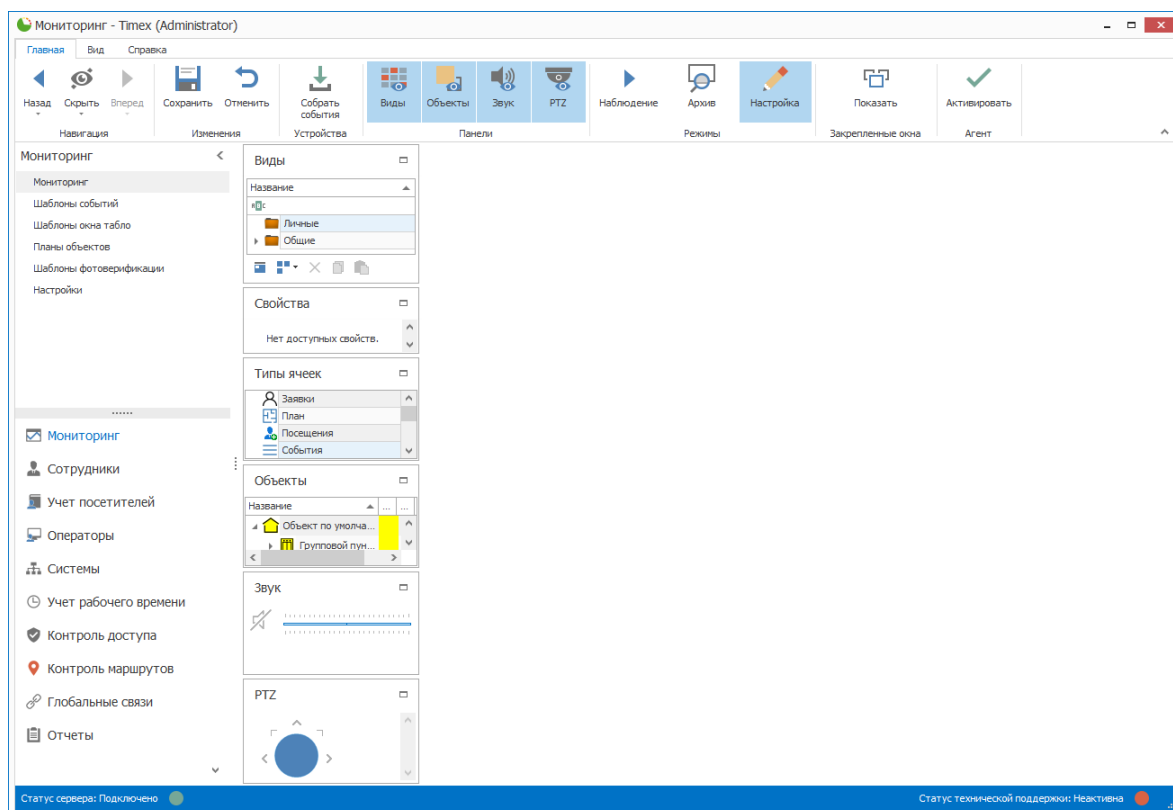 Мониторинг - Timex (Administrator)
Главная Вид Справка
Назад Скрыть Вперед Сохранить Отменить Собрать события Виды Объекты Звук PTZ Наблюдение Архив Настройка Показать Активировать
Навигация Изменения Устройства Панели Режимы Закрепленные окна Агент
Мониторинг
Мониторинг
Шаблоны событий
Шаблоны окна табло
Планы объектов
Шаблоны фотоверификации
Настройки
Мониторинг
Сотрудники
Учет посетителей
Операторы
Системы
Учет рабочего времени
Контроль доступа
Контроль маршрутов
Глобальные связи
Отчеты
Виды
Название
Личные
Общие
Свойства
Нет доступных свойств.
Типы ячеек
Заявки
План
Посещения
События
Объекты
Название ... ...
Объект по умолча...
Групповой пун...
Звук
PTZ
Статус сервера: Подключено Статус технической поддержки: Неактивна